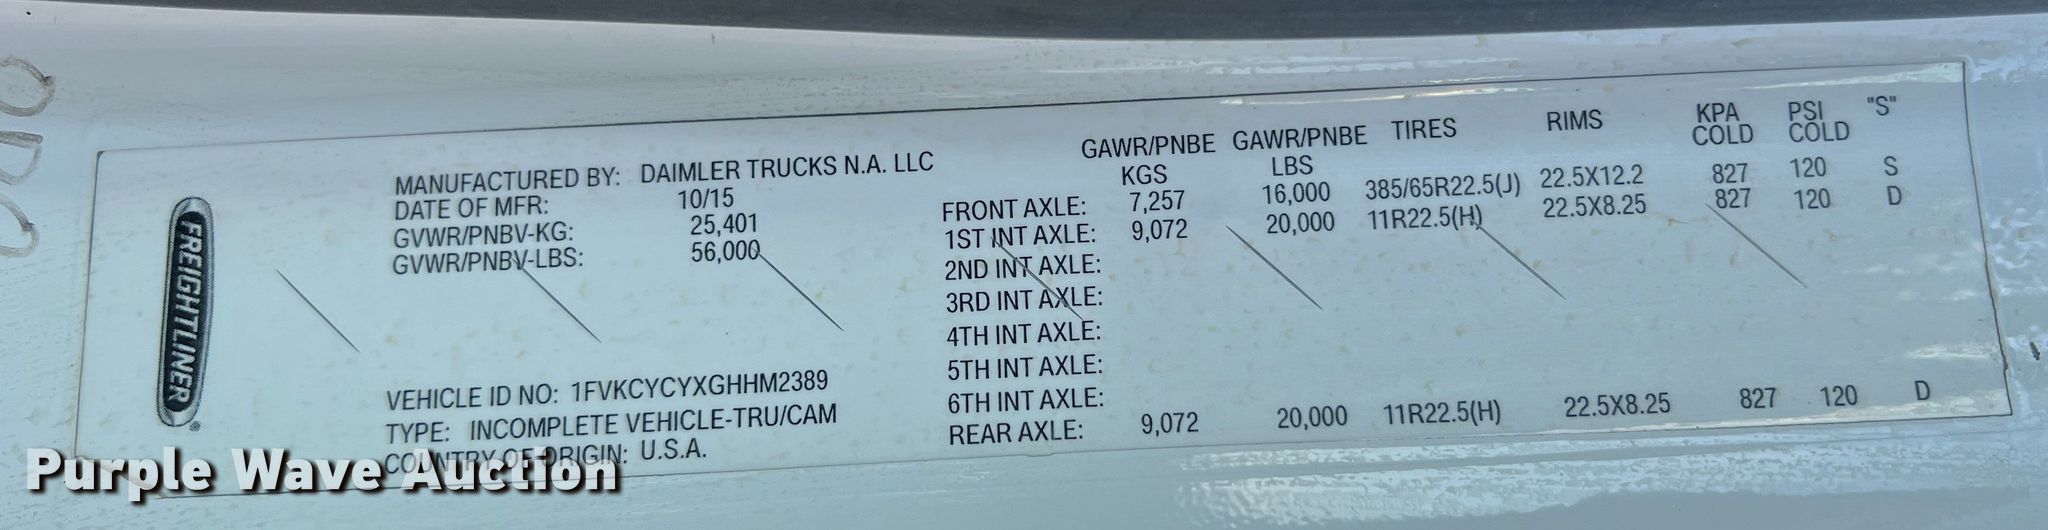 FREIGHTLINER
MANUFACTURED BY: DAIMLER TRUCKS N.A. LLC
DATE OF MFR: 10/15
GVWR/PNBV-KG: 25,401
GVWR/PNBV-LBS: 56,000
VEHICLE ID NO: 1FVKCYCYXGHHM2389
TYPE: INCOMPLETE VEHICLE-TRU/CAM
COUNTRY OF ORIGIN: U.S.A.
GAWR/PNBE GAWR/PNBE TIRES RIMS KPA PSI "S"
KGS LBS COLD COLD
FRONT AXLE: 7,257 16,000 385/65R22.5(J) 22.5X12.2 827 120 S
1ST INT AXLE: 9,072 20,000 11R22.5(H) 22.5X8.25 827 120 D
2ND INT AXLE:
3RD INT AXLE:
4TH INT AXLE:
5TH INT AXLE:
6TH INT AXLE:
REAR AXLE: 9,072 20,000 11R22.5(H) 22.5X8.25 827 120 D
Purple Wave Auction